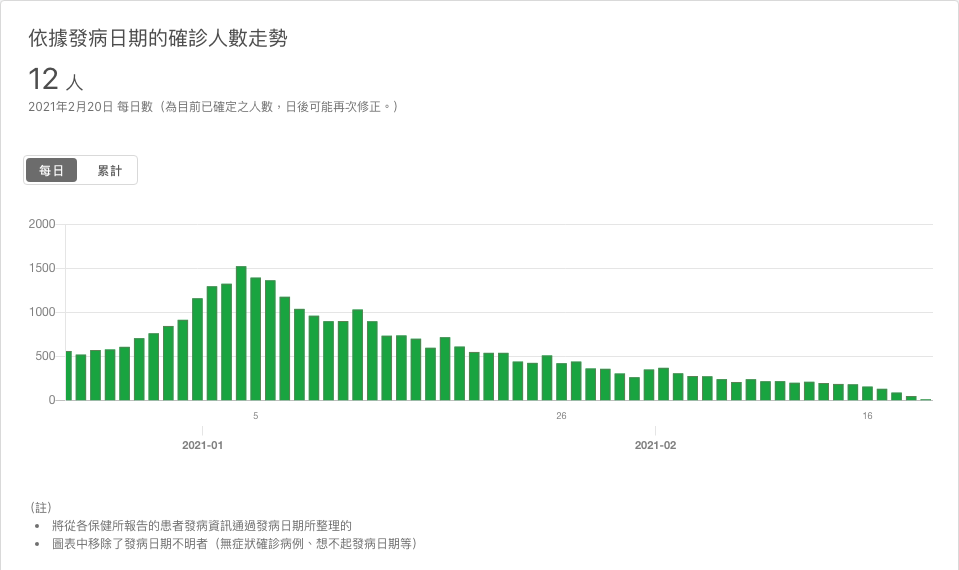 依據發病日期的確診人數走勢
12 人
2021年2月20日 每日數（為目前已確定之人數，日後可能再次修正。）
每日 累計
2000
1500
1000
500
0
5 26 16
2021-01 2021-02
（註）
• 將從各保健所報告的患者發病資訊通過發病日期所整理的
• 圖表中移除了發病日期不明者（無症狀確診病例、想不起發病日期等）